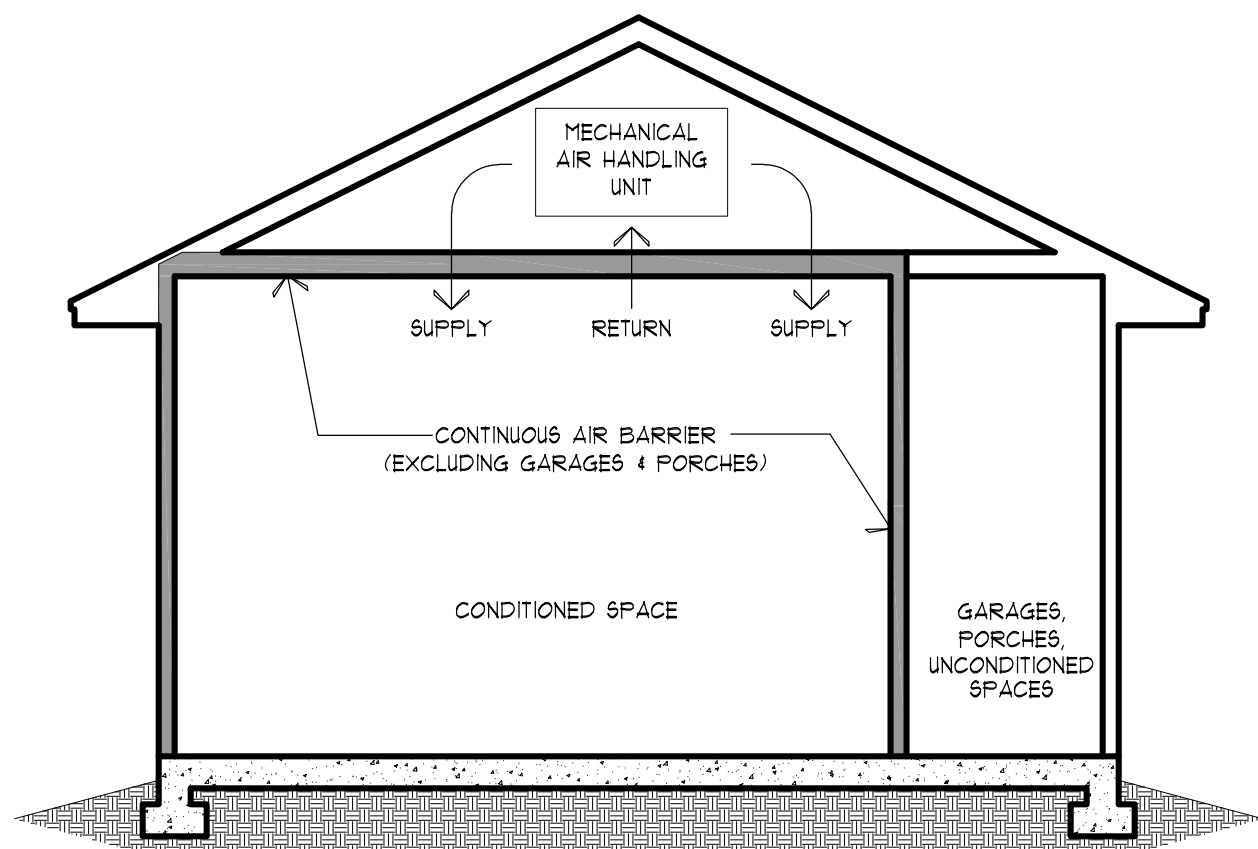 MECHANICAL
AIR HANDLING
UNIT
SUPPLY
RETURN
SUPPLY
CONTINUOUS AIR BARRIER
(EXCLUDING GARAGES & PORCHES)
CONDITIONED SPACE
GARAGES,
PORCHES,
UNCONDITIONED
SPACES